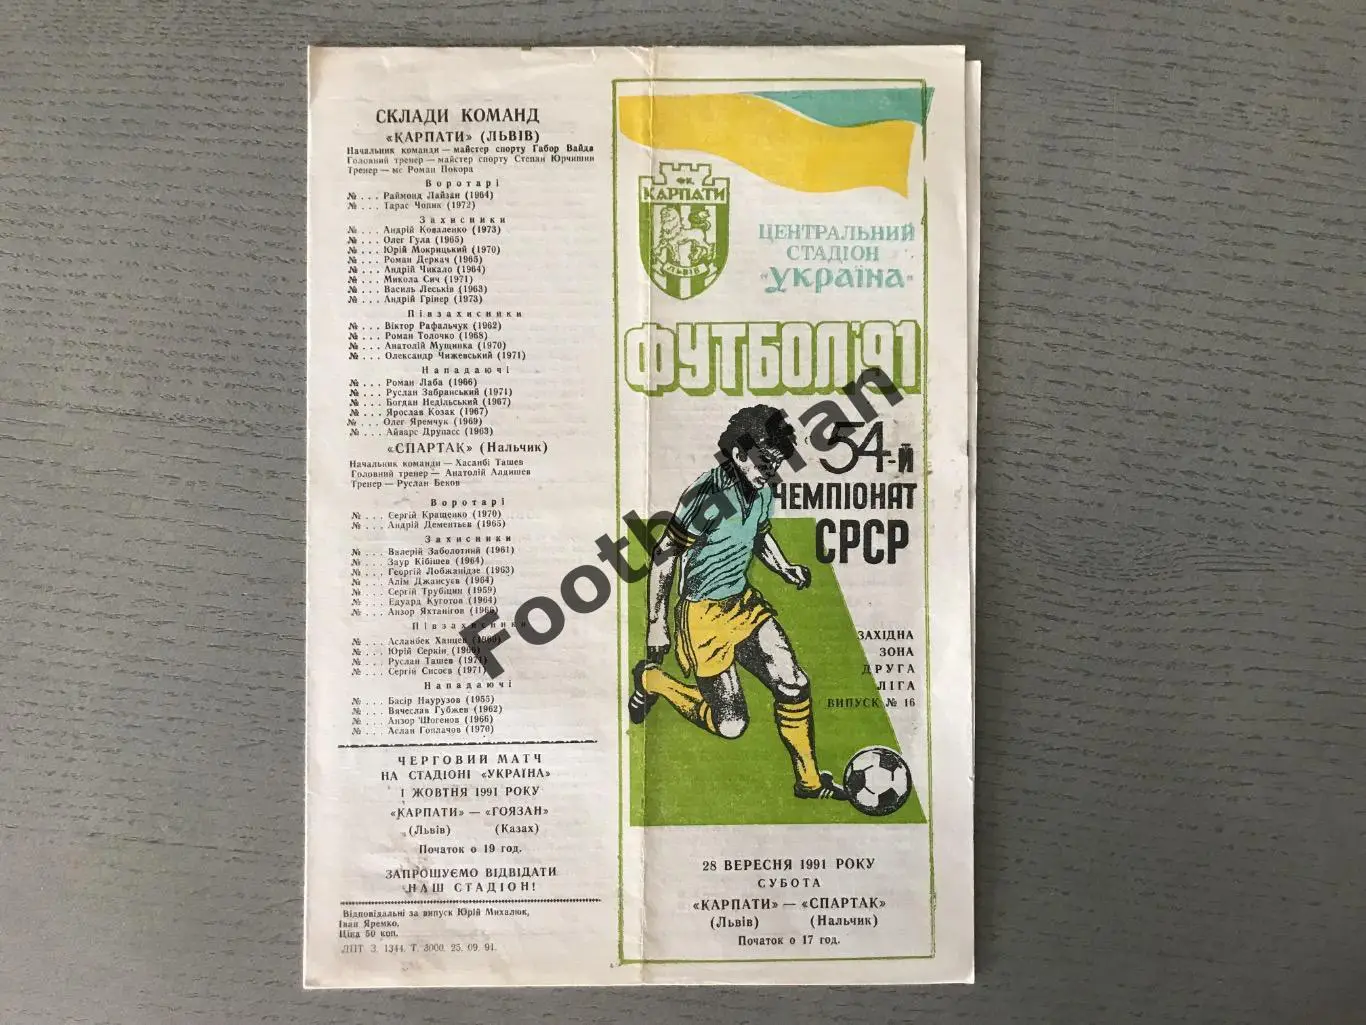 СКЛАДИ КОМАНД
«КАРПАТИ» (ЛЬВІВ)
Начальник команди — майстер спорту Габор Вайда
Головний тренер — майстер спорту Степан Юрчишин
Тренер — мс Роман Покора
Воротарі
№ . . . Раймонд Лайзан (1964)
№ . . . Тарас Чопик (1972)
Захисники
№ . . . Андрій Коваленко (1973)
№ . . . Олег Гула (1965)
№ . . . Юрій Мокрицький (1970)
№ . . . Роман Деркач (1965)
№ . . . Андрій Чикало (1964)
№ . . . Микола Сич (1971)
№ . . . Василь Леськів (1963)
№ . . . Андрій Грінер (1973)
Півзахисники
№ . . . Віктор Рафальчук (1962)
№ . . . Роман Толочко (1968)
№ . . . Анатолій Мущинка (1970)
№ . . . Олександр Чижевський (1971)
Нападаючі
№ . . . Роман Лаба (1966)
№ . . . Руслан Забранський (1971)
№ . . . Богдан Недільський (1967)
№ . . . Ярослав Козак (1967)
№ . . . Олег Яремчук (1969)
№ . . . Айварс Друпасс (1963)
«СПАРТАК» (Нальчик)
Начальник команди — Хасанбі Ташев
Головний тренер — Анатолій Алдишев
Тренер — Руслан Беков
Воротарі
№ . . . Сергій Кращенко (1970)
№ . . . Андрій Дементьєв (1965)
Захисники
№ . . . Валерій Заболотний (1961)
№ . . . Заур Кібішев (1964)
№ . . . Георгій Лобжанідзе (1963)
№ . . . Алім Джансуєв (1964)
№ . . . Сергій Трубіцин (1959)
№ . . . Едуард Куготов (1964)
№ . . . Анзор Яхтанігов (1966)
Півзахисники
№ . . . Асланбек Ханцев
№ . . . Юрій Серкін
№ . . . Руслан Ташев (1971)
№ . . . Сергій Сисоєв (1971)
Нападаючі
№ . . . Басір Наурузов (1955)
№ . . . Вячеслав Губжев (1962)
№ . . . Анзор Шогенов (1966)
№ . . . Аслан Гоплачов (1970)
ЧЕРГОВИЙ МАТЧ
НА СТАДІОНІ «УКРАЇНА»
1 ЖОВТНЯ 1991 РОКУ
«КАРПАТИ» — «ГОЯЗАН»
(Львів) (Казах)
Початок о 19 год.
ЗАПРОШУЄМО ВІДВІДАТИ
НАШ СТАДІОН!
Відповідальні за випуск Юрій Михалюк,
Іван Яремко.
Ціна 50 коп.
ЛПТ З. 1344. Т. 3000. 25. 09. 91.
ФК
КАРПАТИ
ЛЬВІВ
ЦЕНТРАЛЬНИЙ
СТАДІОН
"Україна"
ФУТБОЛ'91
54-й
ЧЕМПІОНАТ
СРСР
ЗАХІДНА
ЗОНА
ДРУГА
ЛІГА
ВИПУСК № 16
28 ВЕРЕСНЯ 1991 РОКУ
СУБОТА
«КАРПАТИ» — «СПАРТАК»
(Львів) (Нальчик)
Початок о 17 год.
Footballfan